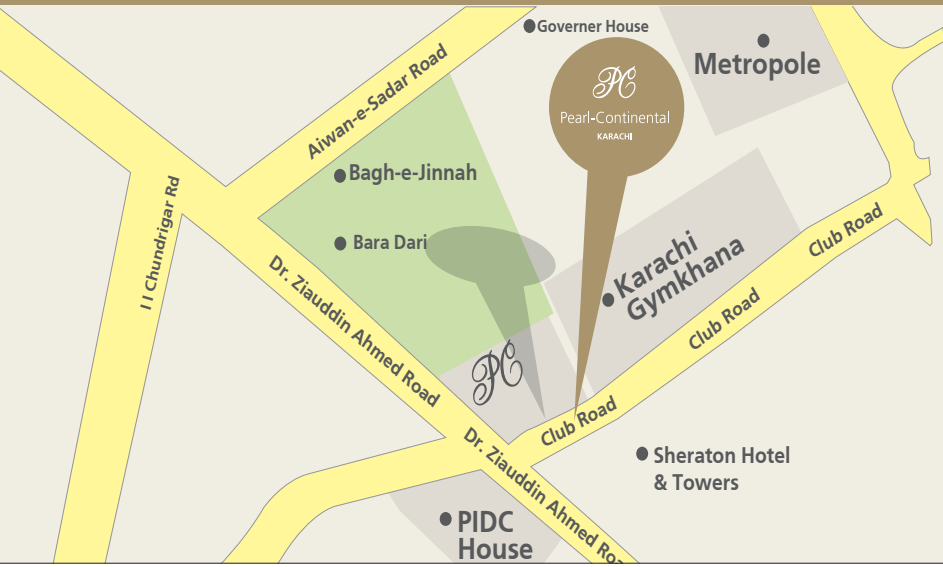 Governer House
Metropole
PC
Pearl-Continental
KARACHI
Aiwan-e-Sadar Road
Bagh-e-Jinnah
I I Chundrigar Rd
Bara Dari
Club Road
Karachi
Gymkhana
Dr. Ziauddin Ahmed Road
Club Road
PC
Club Road
Dr. Ziauddin Ahmed Roa
Sheraton Hotel
& Towers
PIDC
House